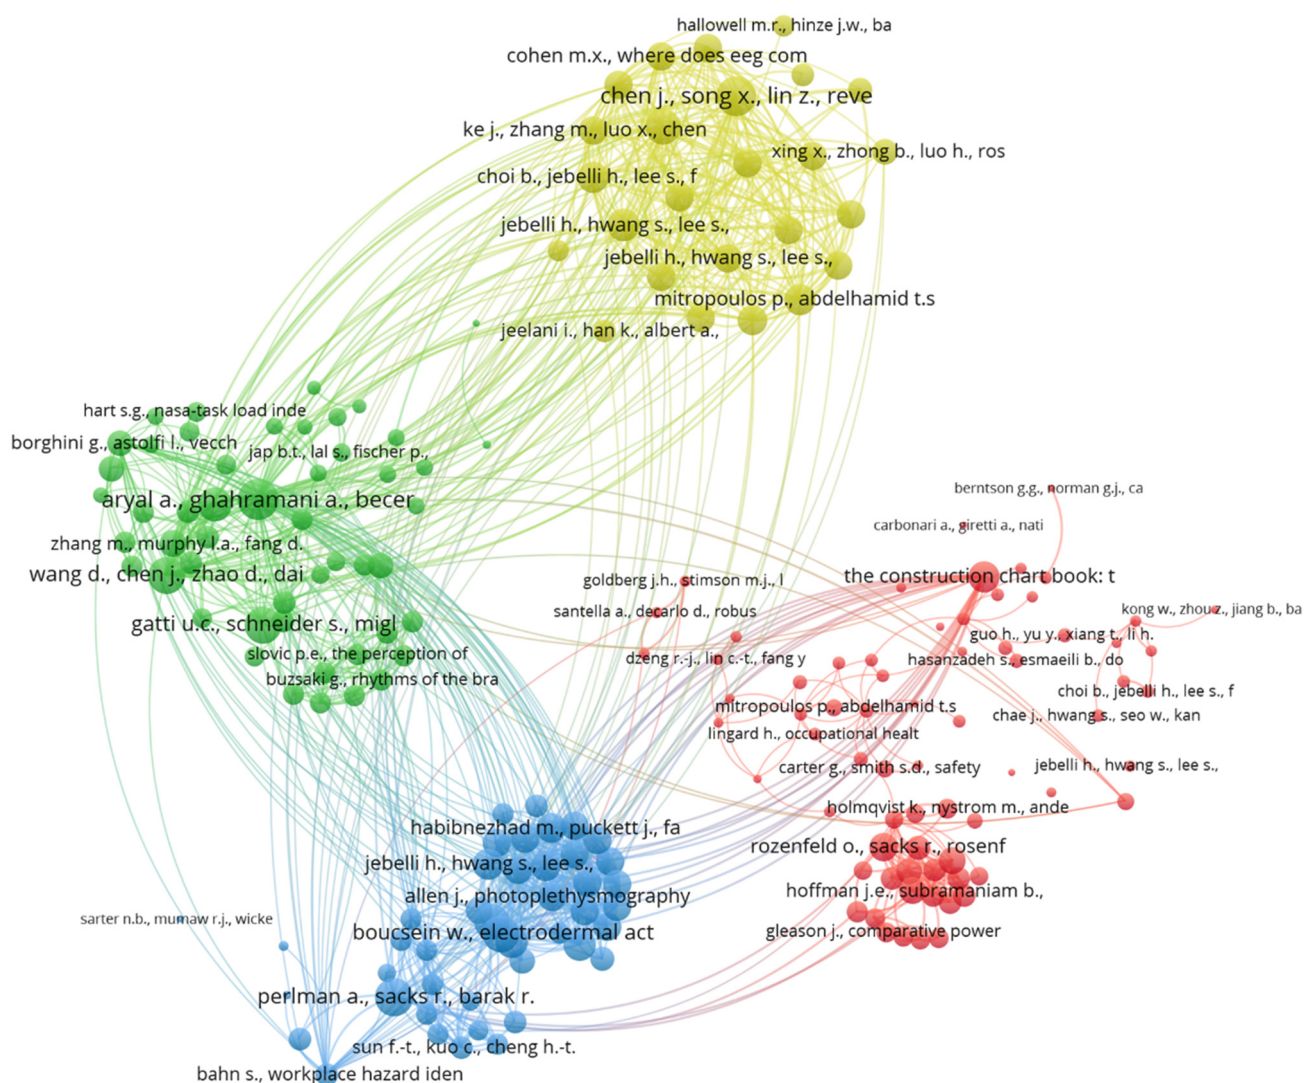 hallowell m.r., hinze j.w., ba
cohen m.x., where does eeg com
chen j., song x., lin z., reve
ke j., zhang m., luo x., chen
xing x., zhong b., luo h., ros
choi b., jebelli h., lee s., f
jebelli h., hwang s., lee s.,
jebelli h., hwang s., lee s.,
mitropoulos p., abdelhamid t.s
jeelani i., han k., albert a.,
hart s.g., nasa-task load inde
borghini g., astolfi l., vecch
jap b.t., lal s., fischer p.,
aryal a., ghahramani a., becer
zhang m., murphy l.a., fang d.
wang d., chen j., zhao d., dai
gatti u.c., schneider s., migl
slovic p.e., the perception of
buzsaki g., rhythms of the bra
berntson g.g., norman g.j., ca
carbonari a., giretti a., nati
the construction chart book: t
goldberg j.h., stimson m.j., l
santella a., decarlo d., robus
kong w., zhou z., jiang b., ba
guo h., yu y., xiang t., li h.
dzeng r.-j., lin c.-t., fang y
hasanzadeh s., esmaeili b., do
choi b., jebelli h., lee s., f
mitropoulos p., abdelhamid t.s
chae j., hwang s., seo w., kan
lingard h., occupational healt
carter g., smith s.d., safety
jebelli h., hwang s., lee s.,
holmqvist k., nystrom m., ande
rozenfeld o., sacks r., rosenf
hoffman j.e., subramaniam b.,
gleason j., comparative power
habibnezhad m., puckett j., fa
jebelli h., hwang s., lee s.,
allen j., photoplethysmography
sarter n.b., mumaw r.j., wicke
boucsein w., electrodermal act
perlman a., sacks r., barak r.
sun f.-t., kuo c., cheng h.-t.
bahn s., workplace hazard iden